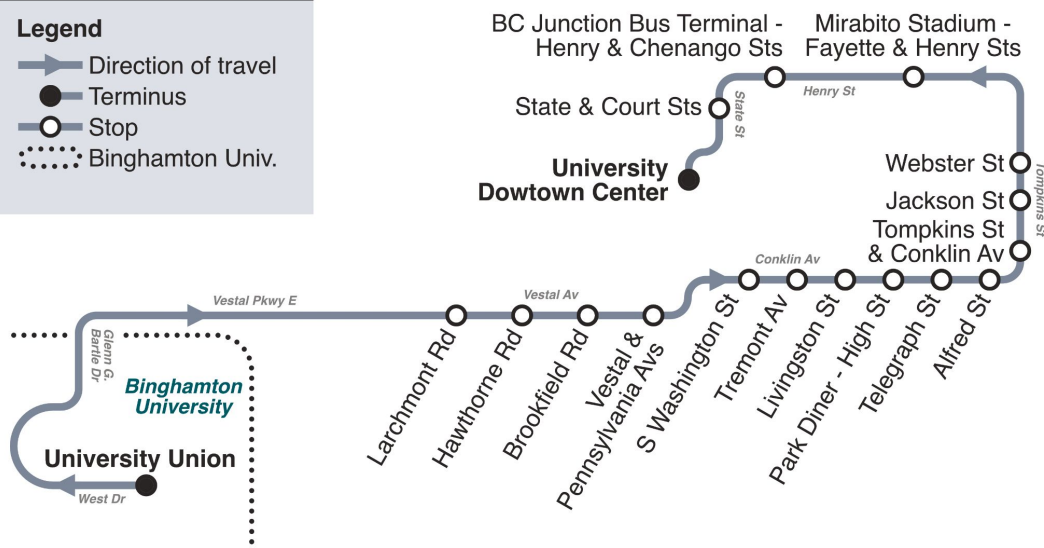 Legend
Direction of travel
Terminus
Stop
Binghamton Univ.
BC Junction Bus Terminal -
Henry & Chenango Sts
Mirabito Stadium -
Fayette & Henry Sts
Henry St
State & Court Sts
State St
University
Dowtown Center
Webster St
Jackson St
Tompkins St
& Conklin Av
Tompkins St
Conklin Av
Vestal Pkwy E
Vestal Av
Larchmont Rd
Hawthorne Rd
Brookfield Rd
Vestal &
Pennsylvania Avs
S Washington St
Tremont Av
Livingston St
Park Diner - High St
Telegraph St
Alfred St
Glenn G.
Bartle Dr
Binghamton
University
University Union
West Dr